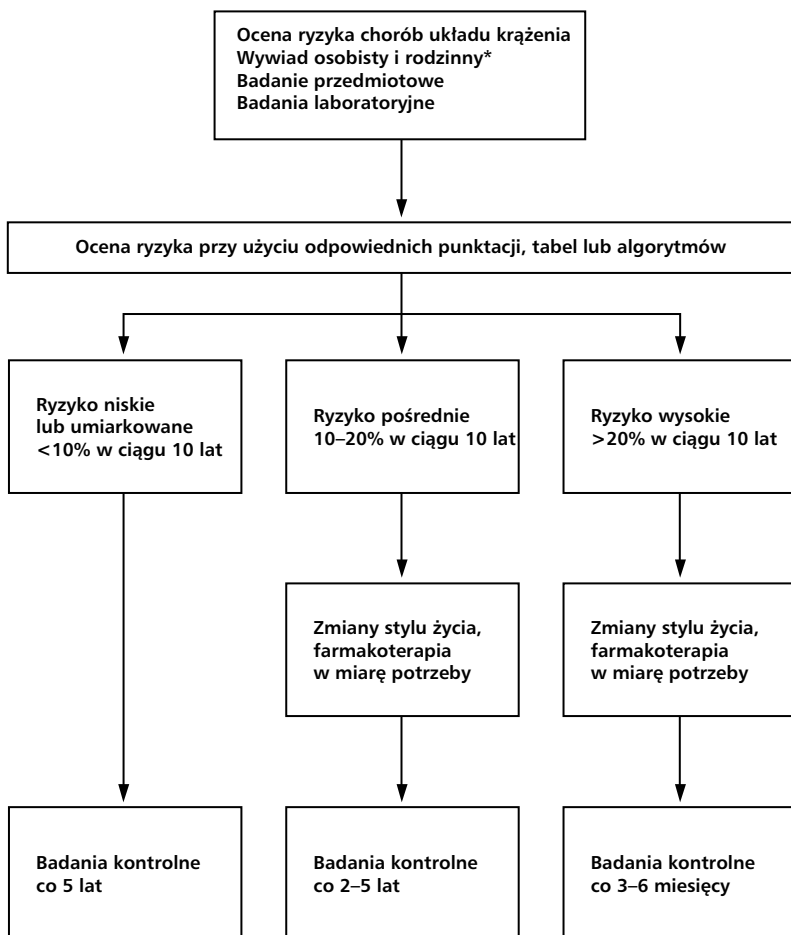 Ocena ryzyka chorób układu krążenia
Wywiad osobisty i rodzinny*
Badanie przedmiotowe
Badania laboratoryjne
Ocena ryzyka przy użyciu odpowiednich punktacji, tabel lub algorytmów
Ryzyko niskie
lub umiarkowane
<10% w ciągu 10 lat
Ryzyko pośrednie
10–20% w ciągu 10 lat
Ryzyko wysokie
>20% w ciągu 10 lat
Zmiany stylu życia,
farmakoterapia
w miarę potrzeby
Zmiany stylu życia,
farmakoterapia
w miarę potrzeby
Badania kontrolne
co 5 lat
Badania kontrolne
co 2–5 lat
Badania kontrolne
co 3–6 miesięcy